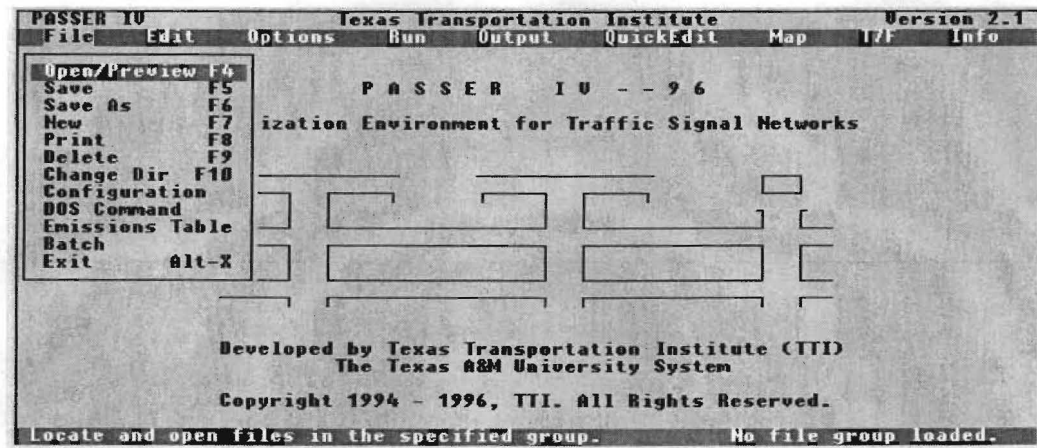 PASSER IV Texas Transportation Institute Version 2.1
File Edit Options Run Output QuickEdit Map T/F Info
Open/Preview F4
Save F5
Save As F6
New F7
Print F8
Delete F9
Change Dir F10
Configuration
DOS Command
Emissions Table
Batch
Exit Alt-X
P A S S E R I V - - 9 6
ization Environment for Traffic Signal Networks
Developed by Texas Transportation Institute (TTI)
The Texas A&M University System
Copyright 1994 - 1996, TTI. All Rights Reserved.
Locate and open files in the specified group. No file group loaded.